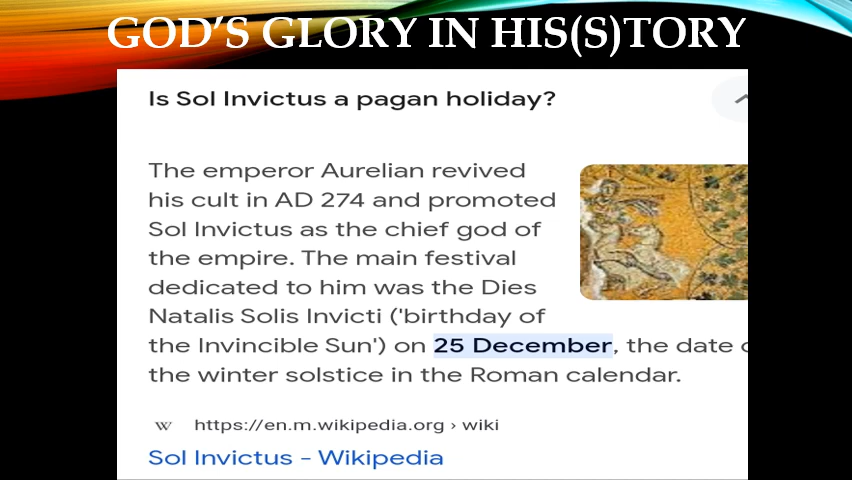 GOD'S GLORY IN HIS(S)TORY
Is Sol Invictus a pagan holiday?
The emperor Aurelian revived
his cult in AD 274 and promoted
Sol Invictus as the chief god of
the empire. The main festival
dedicated to him was the Dies
Natalis Solis Invicti ('birthday of
the Invincible Sun') on 25 December, the date
the winter solstice in the Roman calendar.
W https://en.m.wikipedia.org › wiki
Sol Invictus - Wikipedia